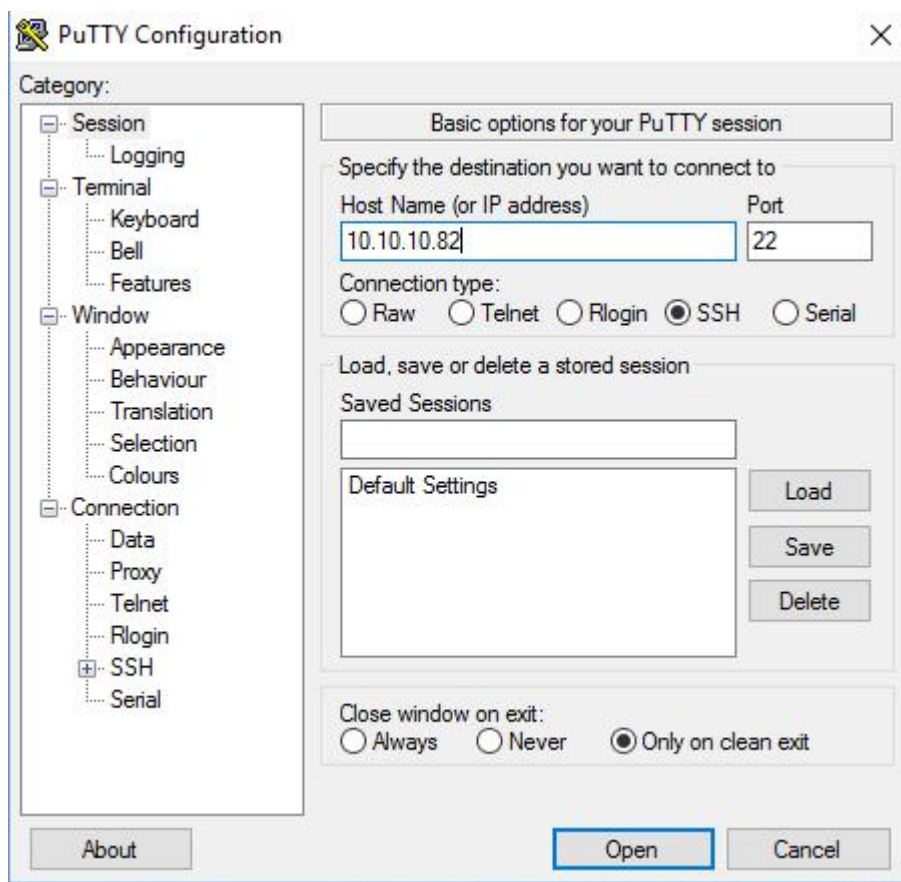 PuTTY Configuration
Category:
Session
Logging
Terminal
Keyboard
Bell
Features
Window
Appearance
Behaviour
Translation
Selection
Colours
Connection
Data
Proxy
Telnet
Rlogin
SSH
Serial
Basic options for your PuTTY session
Specify the destination you want to connect to
Host Name (or IP address) Port
10.10.10.82 22
Connection type:
Raw Telnet Rlogin SSH Serial
Load, save or delete a stored session
Saved Sessions
Default Settings
Load
Save
Delete
Close window on exit:
Always Never Only on clean exit
About Open Cancel